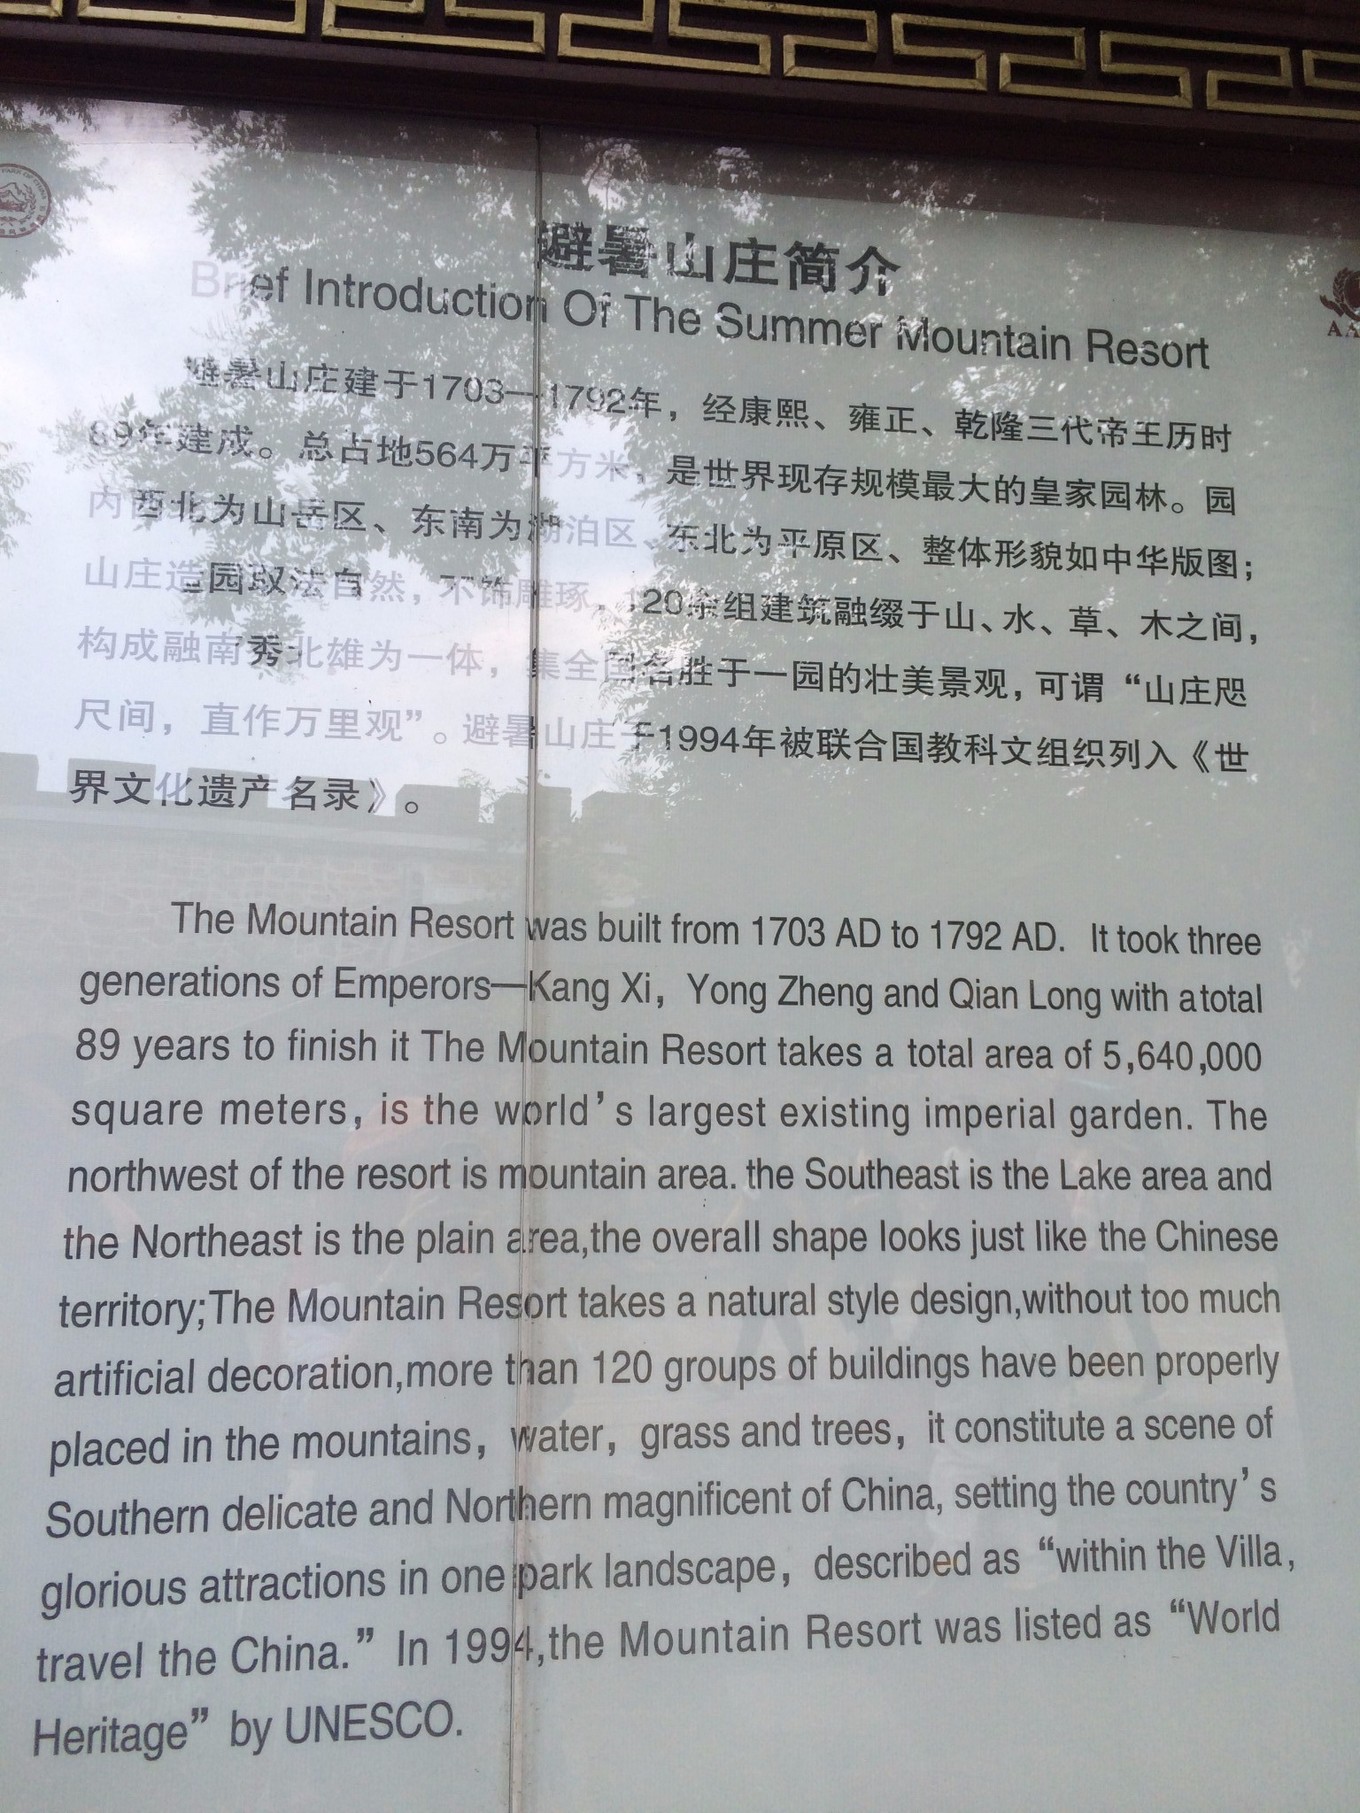 避暑山庄简介
Brief Introduction Of The Summer Mountain Resort
避暑山庄建于1703—1792年，经康熙、雍正、乾隆三代帝王历时
89年建成。总占地564万平方米，是世界现存规模最大的皇家园林。园
内西北为山岳区、东南为湖泊区、东北为平原区、整体形貌如中华版图；
山庄造园取法自然，不饰雕琢，120余组建筑融缀于山、水、草、木之间，
构成融南秀北雄为一体，集全国名胜于一园的壮美景观，可谓“山庄咫
尺间，直作万里观”。避暑山庄于1994年被联合国教科文组织列入《世
界文化遗产名录》。
The Mountain Resort was built from 1703 AD to 1792 AD. It took three
generations of Emperors—Kang Xi, Yong Zheng and Qian Long with atotal
89 years to finish it The Mountain Resort takes a total area of 5,640,000
square meters, is the world’s largest existing imperial garden. The
northwest of the resort is mountain area. the Southeast is the Lake area and
the Northeast is the plain area,the overall shape looks just like the Chinese
territory;The Mountain Resort takes a natural style design,without too much
artificial decoration,more than 120 groups of buildings have been properly
placed in the mountains, water, grass and trees, it constitute a scene of
Southern delicate and Northern magnificent of China, setting the country’s
glorious attractions in one park landscape, described as “within the Villa,
travel the China.” In 1994,the Mountain Resort was listed as “World
Heritage” by UNESCO.